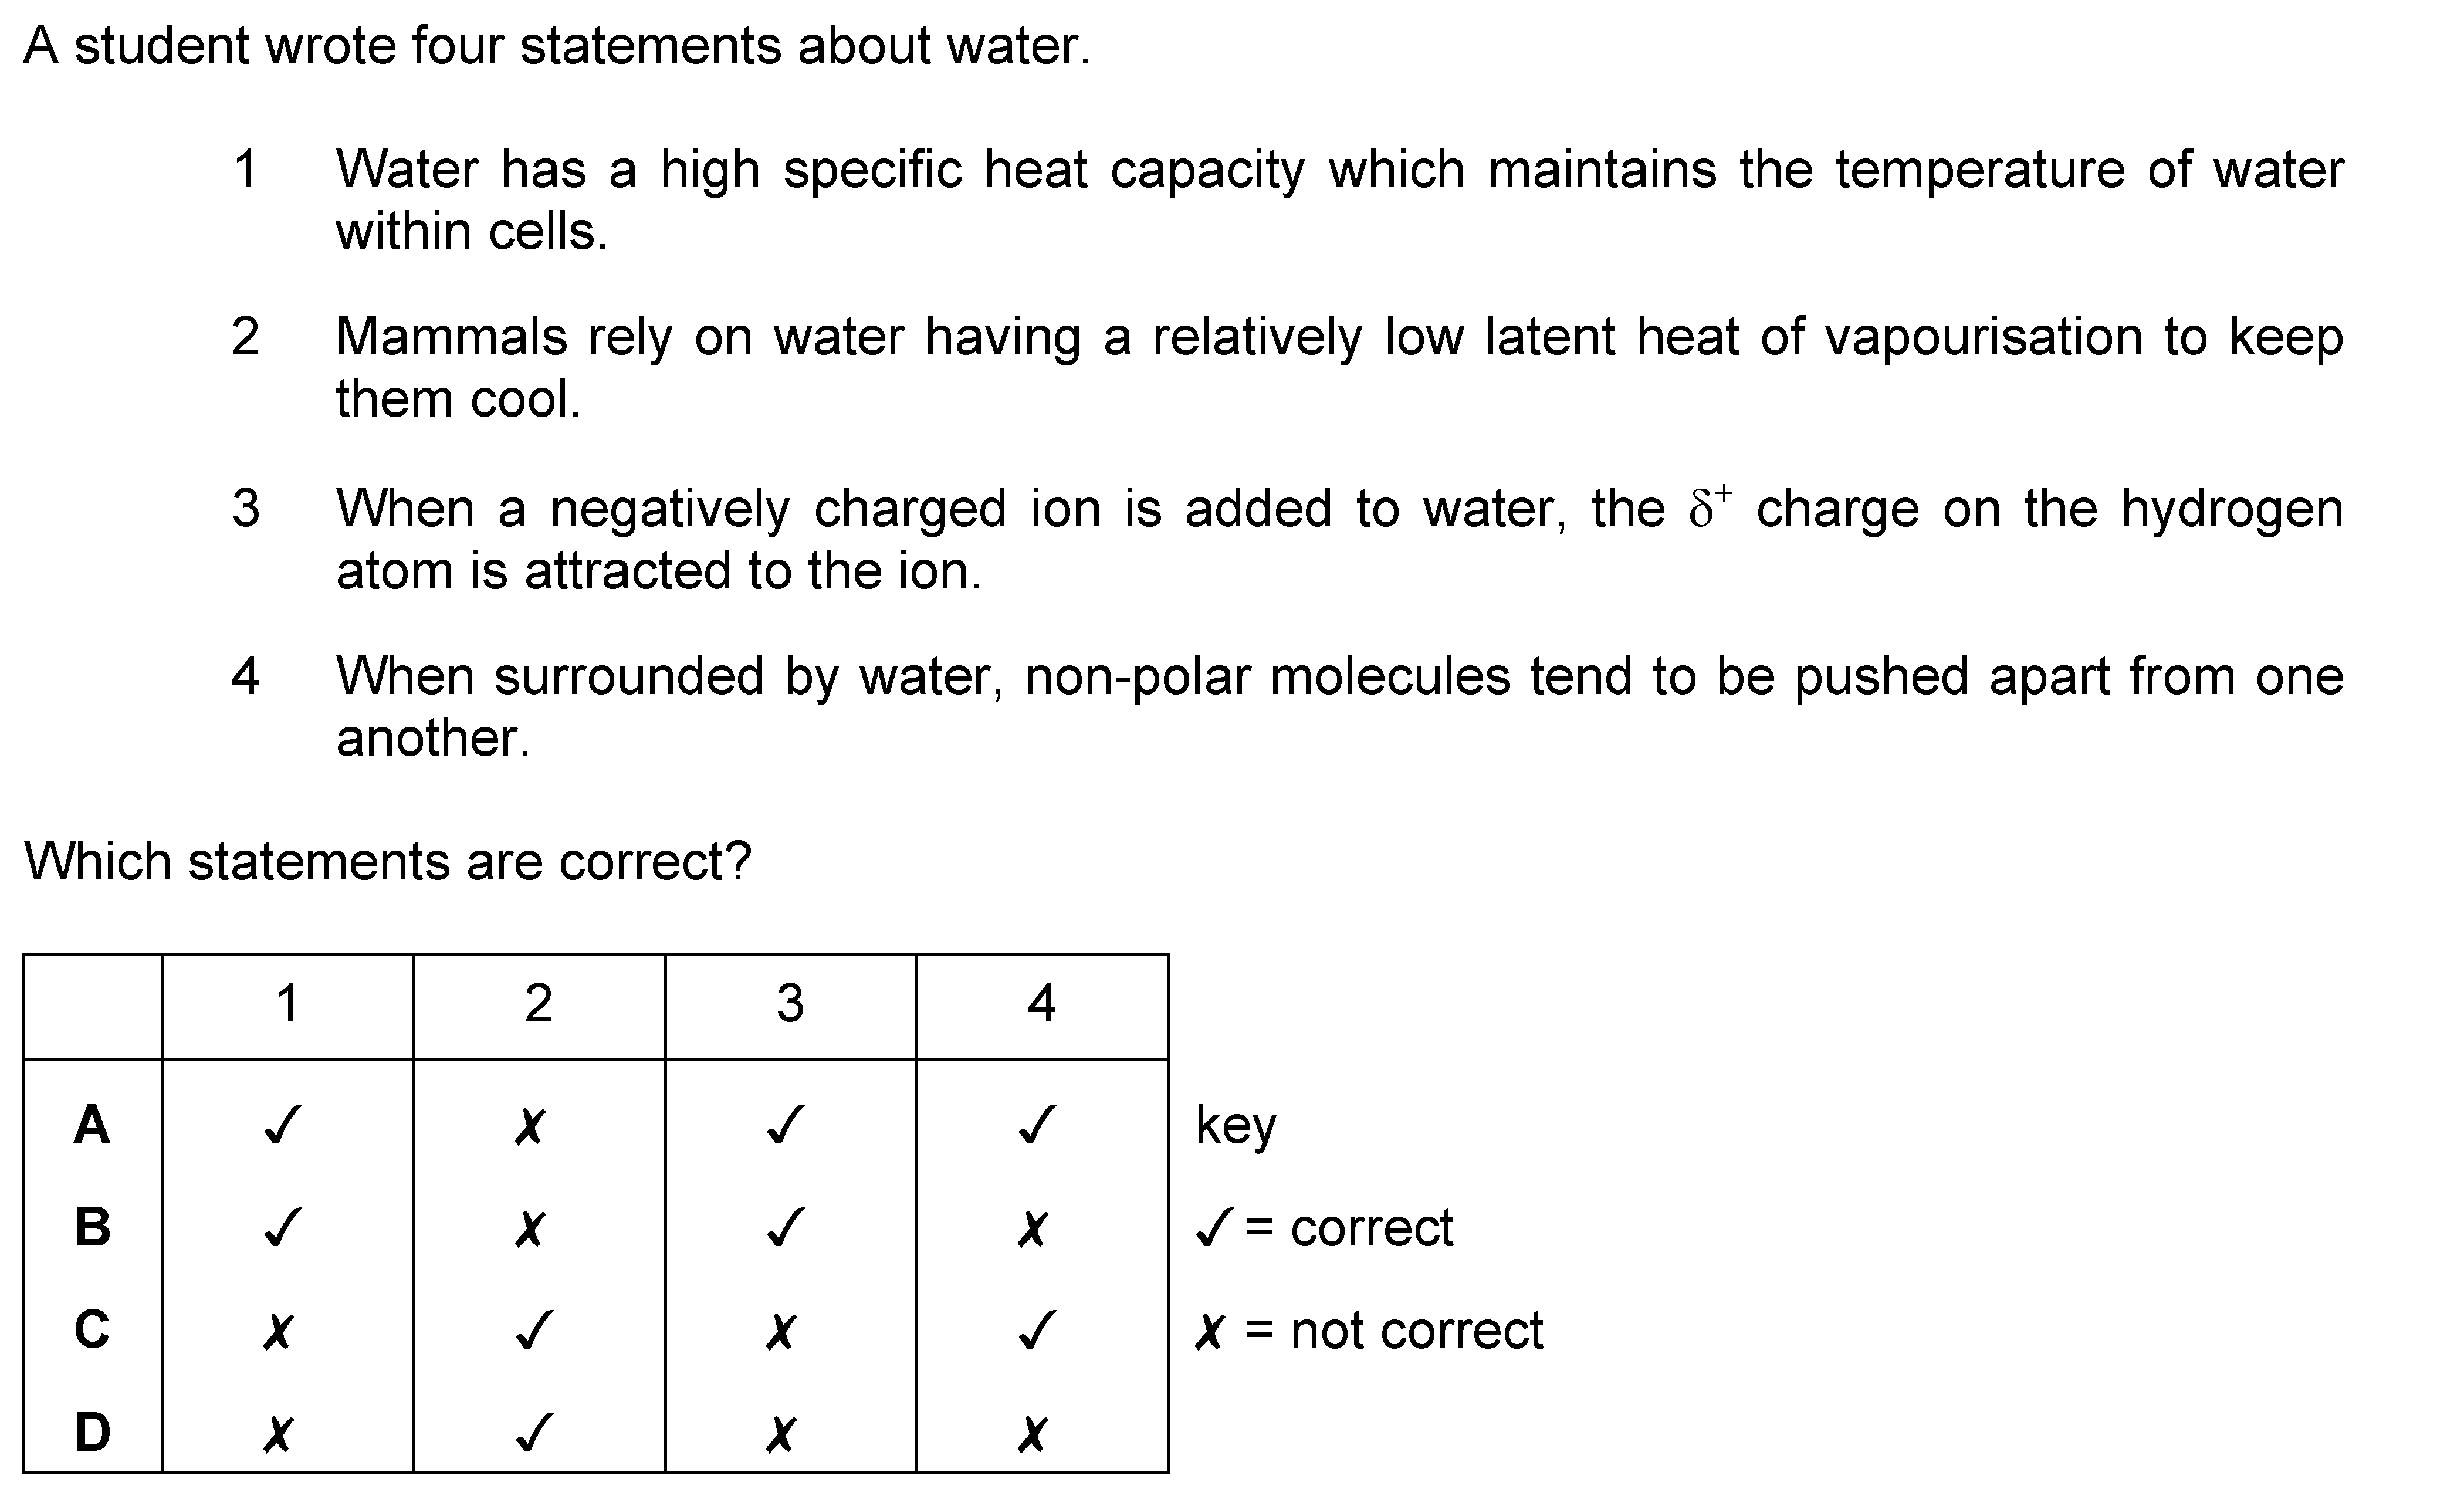 A student wrote four statements about water.
1 Water has a high specific heat capacity which maintains the temperature of water
within cells.
2 Mammals rely on water having a relatively low latent heat of vapourisation to keep
them cool.
3 When a negatively charged ion is added to water, the δ⁺ charge on the hydrogen
atom is attracted to the ion.
4 When surrounded by water, non-polar molecules tend to be pushed apart from one
another.
Which statements are correct?
1 2 3 4
A ✓ ✗ ✓ ✓ key
B ✓ ✗ ✓ ✗ ✓ = correct
C ✗ ✓ ✗ ✓ ✗ = not correct
D ✗ ✓ ✗ ✗